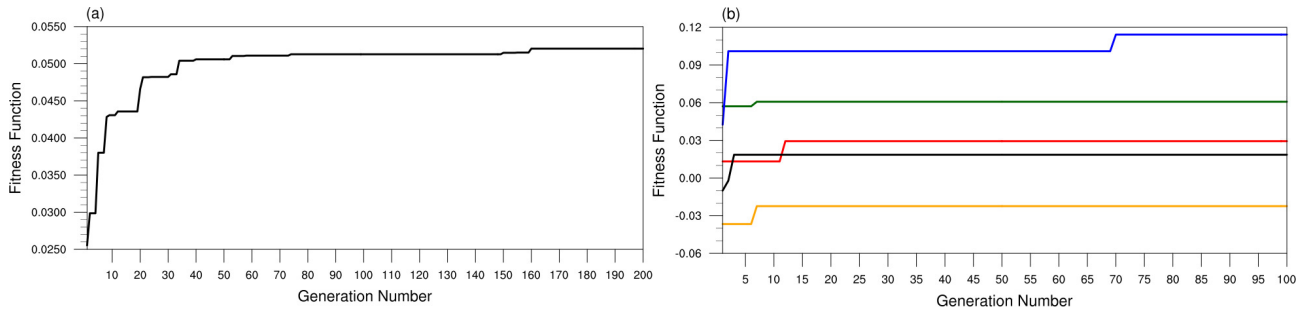 (a)
0.0550
0.0500
0.0450
0.0400
0.0350
0.0300
0.0250
Fitness Function
10 20 30 40 50 60 70 80 90 100 110 120 130 140 150 160 170 180 190 200
Generation Number
(b)
0.12
0.09
0.06
0.03
0.00
-0.03
-0.06
Fitness Function
5 10 15 20 25 30 35 40 45 50 55 60 65 70 75 80 85 90 95 100
Generation Number